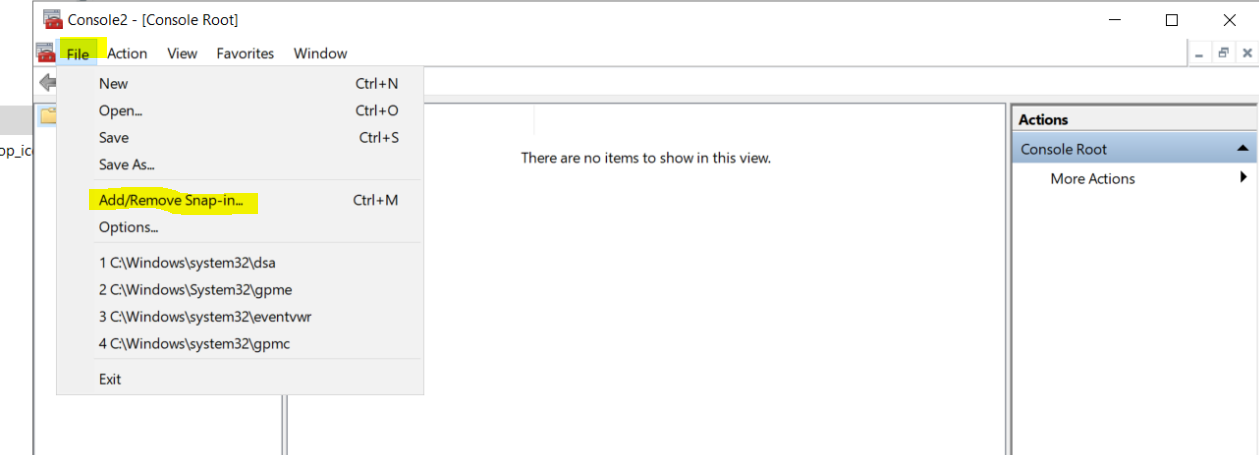 Console2 - [Console Root]
File Action View Favorites Window
New Ctrl+N
Open... Ctrl+O
Save Ctrl+S
Save As...
Add/Remove Snap-in... Ctrl+M
Options...
1 C:\Windows\system32\dsa
2 C:\Windows\System32\gpme
3 C:\Windows\system32\eventvwr
4 C:\Windows\system32\gpmc
Exit
There are no items to show in this view.
Actions
Console Root
More Actions